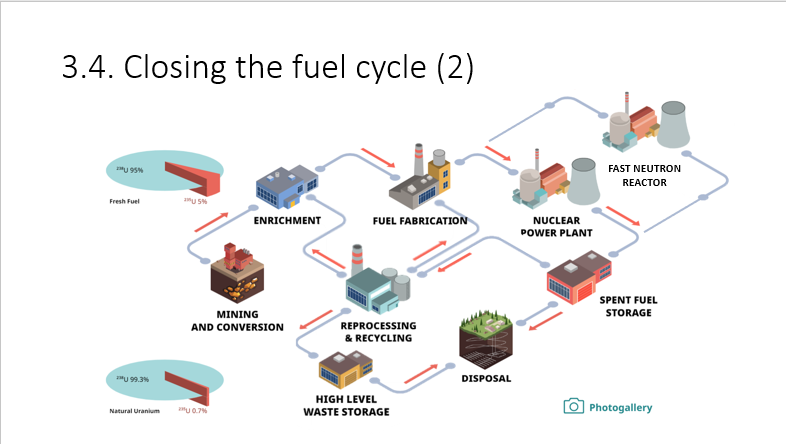 3.4. Closing the fuel cycle (2)
²³⁸U 95%
Fresh Fuel
²³⁵U 5%
ENRICHMENT
FUEL FABRICATION
NUCLEAR
POWER PLANT
FAST NEUTRON
REACTOR
MINING
AND CONVERSION
REPROCESSING
& RECYCLING
SPENT FUEL
STORAGE
DISPOSAL
HIGH LEVEL
WASTE STORAGE
²³⁸U 99.3%
Natural Uranium
²³⁵U 0.7%
Photogallery